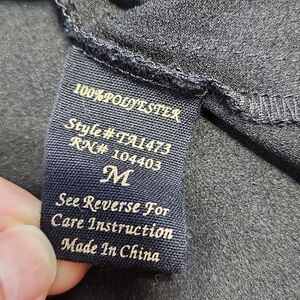 100% POLYESTER
Style# TA1473
RN# 104403
M
See Reverse For
Care Instruction
Made In China